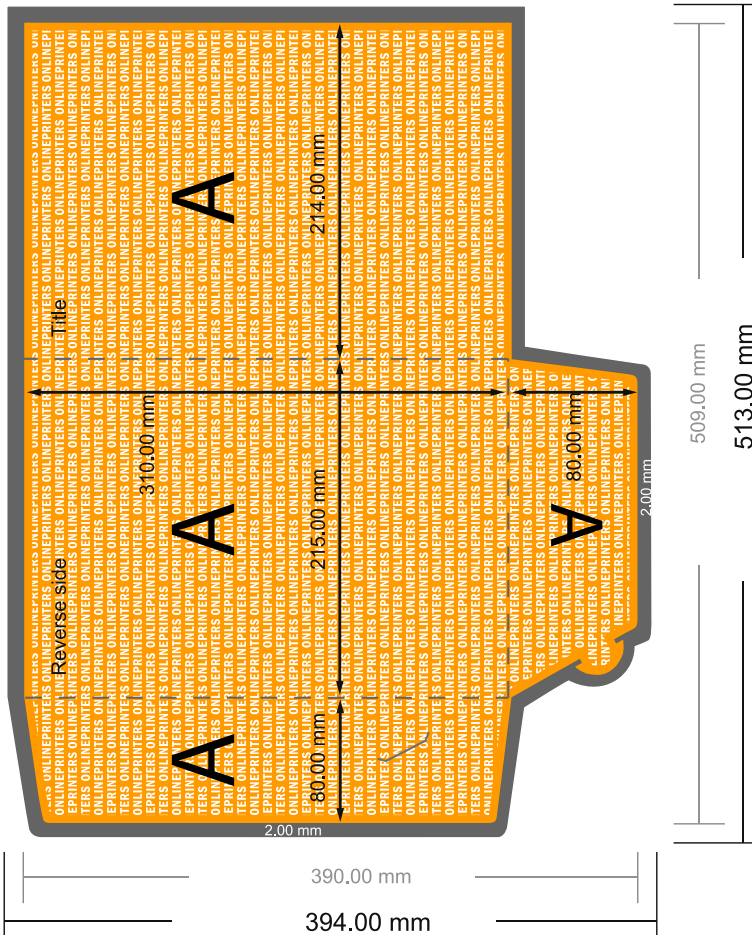 Title
A
214.00 mm
310.00 mm
Reverse side
A
215.00 mm
80.00 mm
A
2.00 mm
A
80.00 mm
2.00 mm
509.00 mm
513.00 mm
390.00 mm
394.00 mm
ONLINEPRINTERS ONLINEPRINTERS ONLINEPRINTERS